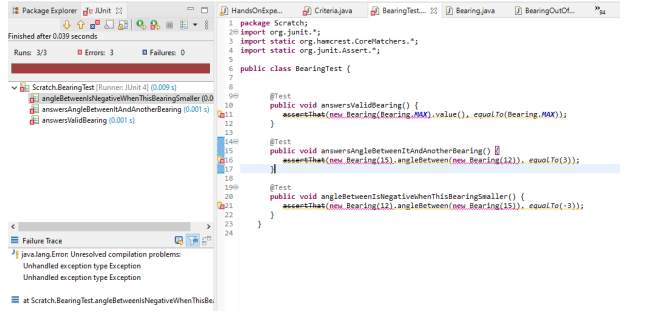 Package Explorer JUnit
Finished after 0.039 seconds
Runs: 3/3 Errors: 3 Failures: 0
Scratch.BearingTest [Runner: JUnit 4] (0.009 s)
angleBetweenIsNegativeWhenThisBearingSmaller (0.0
answersAngleBetweenItAndAnotherBearing (0.001 s)
answersValidBearing (0.001 s)
Failure Trace
java.lang.Error: Unresolved compilation problems:
Unhandled exception type Exception
Unhandled exception type Exception
at Scratch.BearingTest.angleBetweenIsNegativeWhenThisBea
HandsOnExpe... Criteria.java BearingTest.... Bearing.java BearingOutOf... »94
1 package Scratch;
2 import org.junit.*;
3 import static org.hamcrest.CoreMatchers.*;
4 import static org.junit.Assert.*;
5
6 public class BearingTest {
7
8
9 @Test
10 public void answersValidBearing() {
11 assertThat(new Bearing(Bearing.MAX).value(), equalTo(Bearing.MAX));
12 }
13
14 @Test
15 public void answersAngleBetweenItAndAnotherBearing() {
16 assertThat(new Bearing(15).angleBetween(new Bearing(12)), equalTo(3));
17 }
18
19 @Test
20 public void angleBetweenIsNegativeWhenThisBearingSmaller() {
21 assertThat(new Bearing(12).angleBetween(new Bearing(15)), equalTo(-3));
22 }
23 }
24